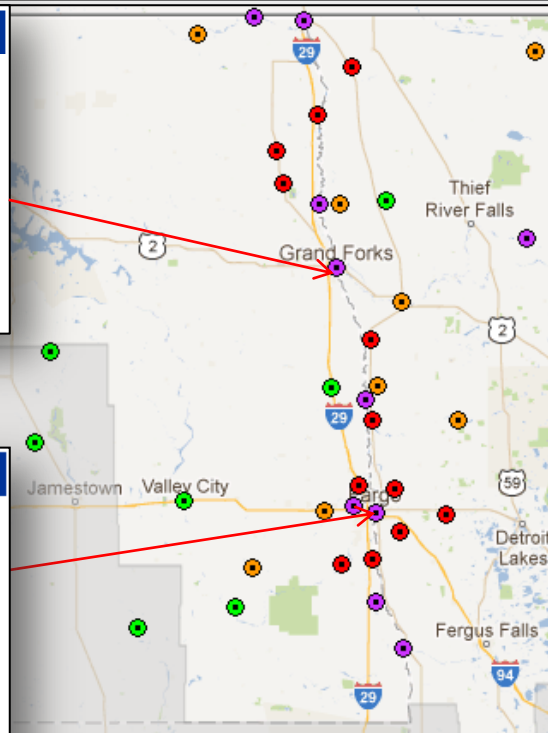 29
Thief
River Falls
2
Grand Forks
2
29
59
Jamestown
Valley City
Fargo
Detroit
Lakes
Fergus Falls
94
29